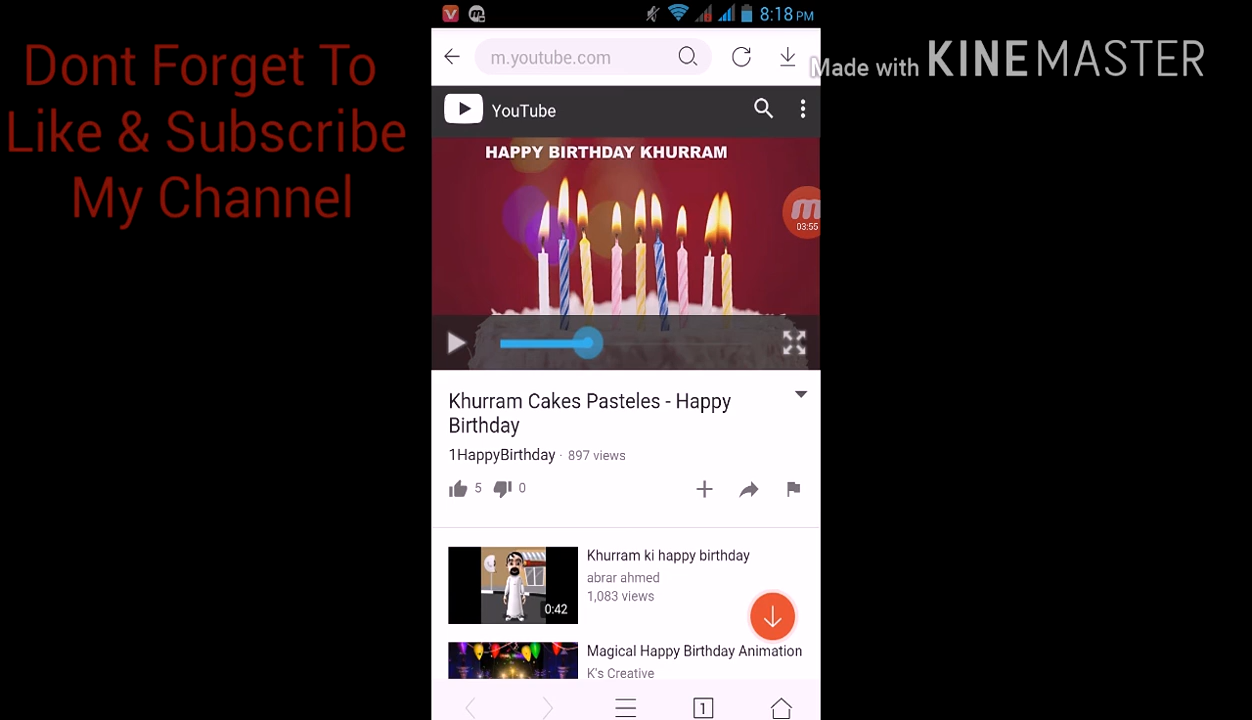 Dont Forget To
Like & Subscribe
My Channel
8:18 PM
m.youtube.com
Made with KINEMASTER
YouTube
HAPPY BIRTHDAY KHURRAM
03:55
Khurram Cakes Pasteles - Happy
Birthday
1HappyBirthday · 897 views
5 0
Khurram ki happy birthday
abrar ahmed
1,083 views
0:42
Magical Happy Birthday Animation
K's Creative
1